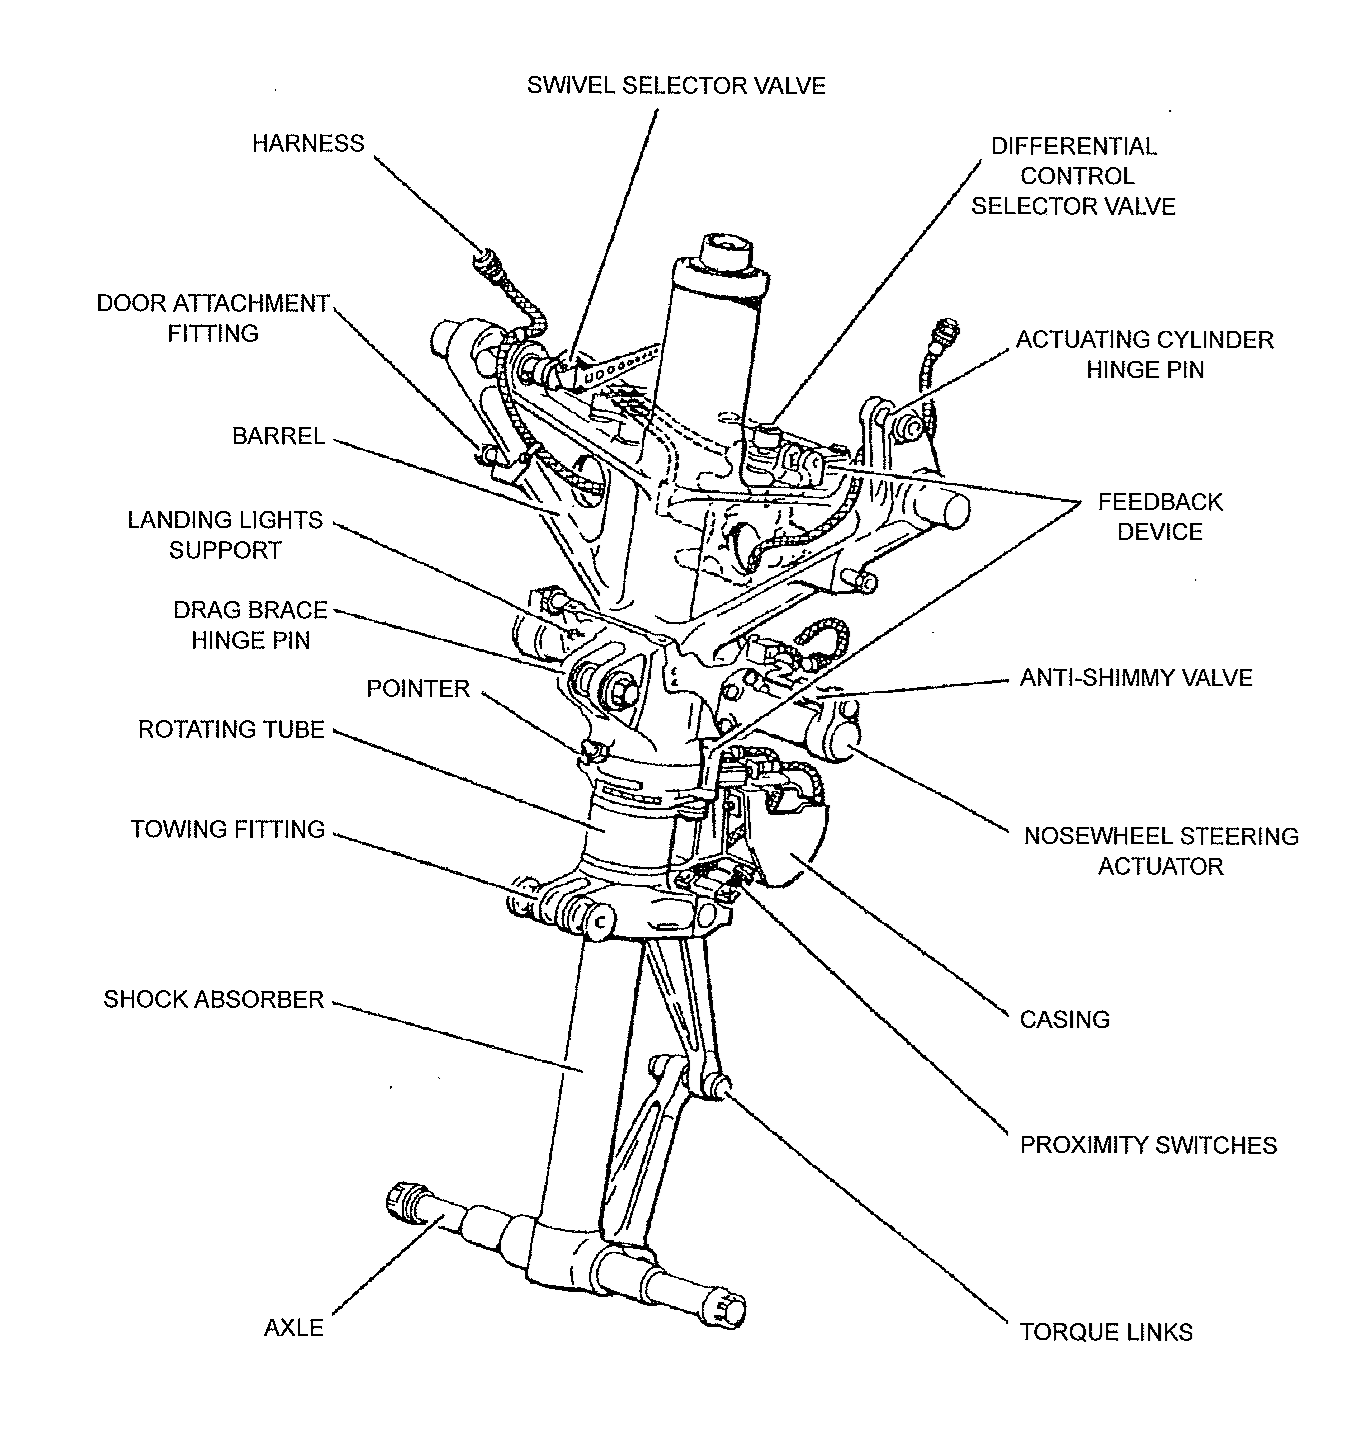 SWIVEL SELECTOR VALVE
HARNESS
DIFFERENTIAL
CONTROL
SELECTOR VALVE
DOOR ATTACHMENT
FITTING
ACTUATING CYLINDER
HINGE PIN
BARREL
FEEDBACK
DEVICE
LANDING LIGHTS
SUPPORT
DRAG BRACE
HINGE PIN
ANTI-SHIMMY VALVE
POINTER
ROTATING TUBE
TOWING FITTING
NOSEWHEEL STEERING
ACTUATOR
SHOCK ABSORBER
CASING
PROXIMITY SWITCHES
AXLE
TORQUE LINKS